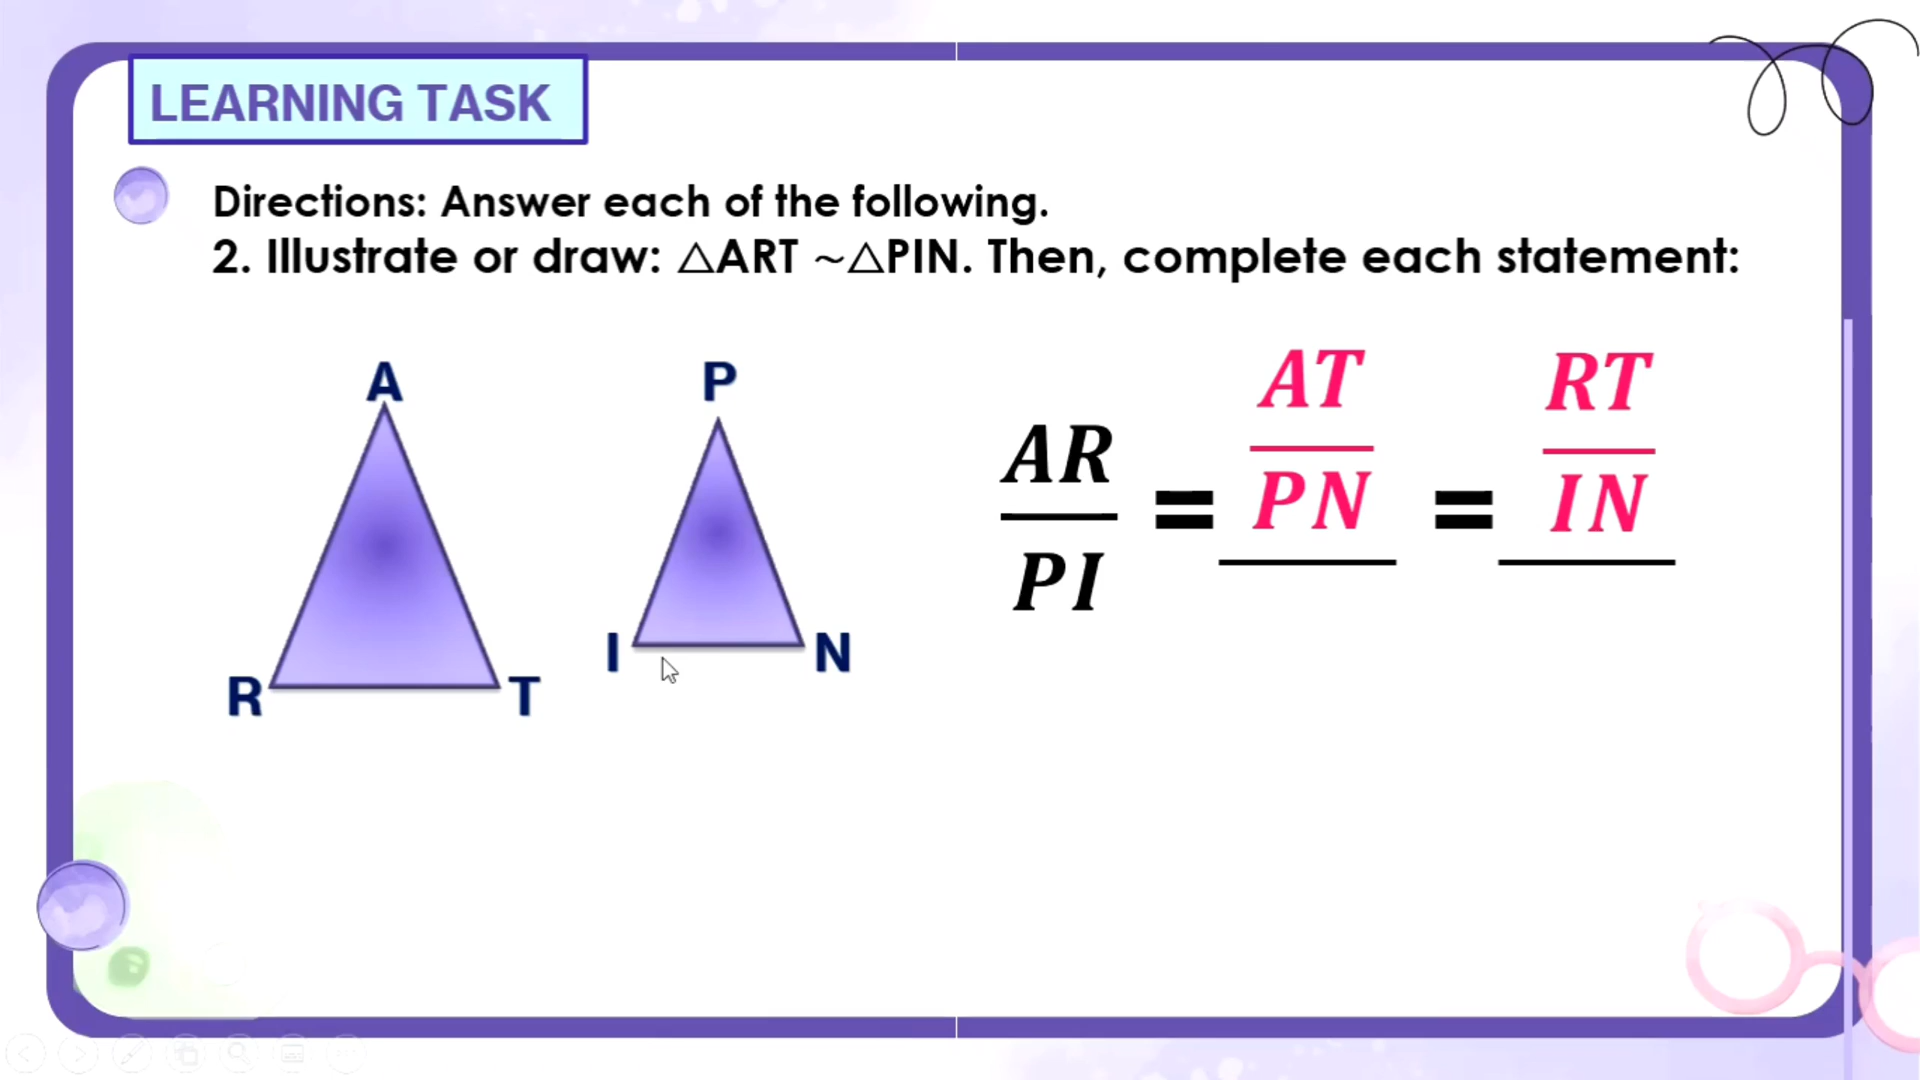 LEARNING TASK
Directions: Answer each of the following.
2. Illustrate or draw: △ART ~△PIN. Then, complete each statement:
A
R
T
P
I
N
AR
PI
=
AT
PN
=
RT
IN